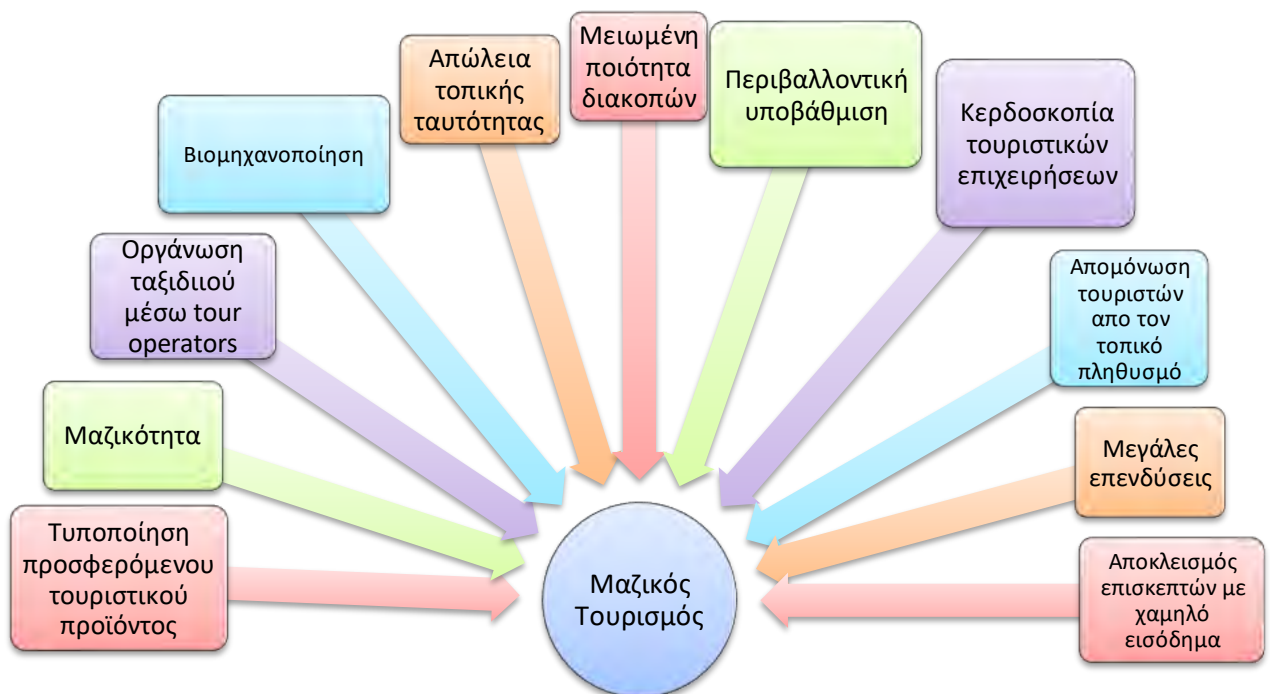 Τυποποίηση
προσφερόμενου
τουριστικού
προϊόντος
Μαζικότητα
Οργάνωση
ταξιδιιού
μέσω tour
operators
Βιομηχανοποίηση
Απώλεια
τοπικής
ταυτότητας
Μειωμένη
ποιότητα
διακοπών
Περιβαλλοντική
υποβάθμιση
Κερδοσκοπία
τουριστικών
επιχειρήσεων
Απομόνωση
τουριστών
απο τον
τοπικό
πληθυσμό
Μεγάλες
επενδύσεις
Αποκλεισμός
επισκεπτών με
χαμηλό
εισόδημα
Μαζικός
Τουρισμός